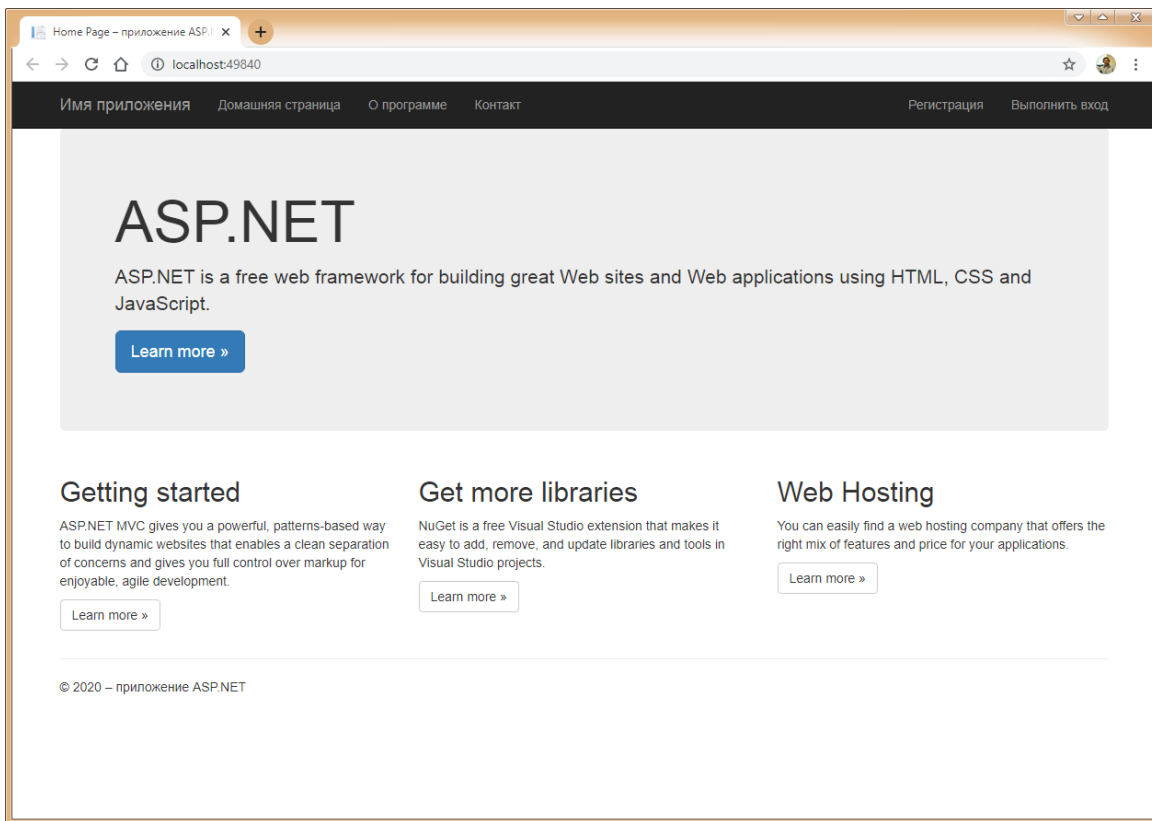 Home Page – приложение ASP.
localhost:49840
Имя приложения Домашняя страница О программе Контакт Регистрация Выполнить вход
ASP.NET
ASP.NET is a free web framework for building great Web sites and Web applications using HTML, CSS and
JavaScript.
Learn more »
Getting started
ASP.NET MVC gives you a powerful, patterns-based way
to build dynamic websites that enables a clean separation
of concerns and gives you full control over markup for
enjoyable, agile development.
Learn more »
Get more libraries
NuGet is a free Visual Studio extension that makes it
easy to add, remove, and update libraries and tools in
Visual Studio projects.
Learn more »
Web Hosting
You can easily find a web hosting company that offers the
right mix of features and price for your applications.
Learn more »
© 2020 – приложение ASP.NET